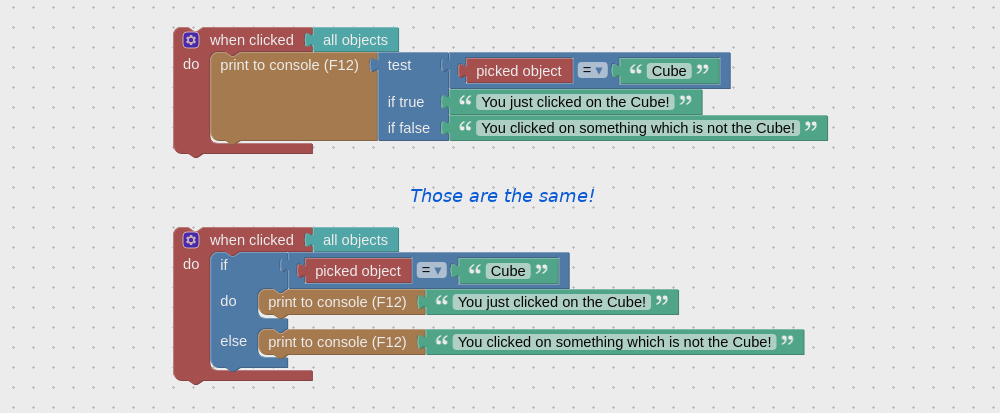 when clicked all objects
do print to console (F12) test picked object = ▾ “ Cube ”
if true “ You just clicked on the Cube! ”
if false “ You clicked on something which is not the Cube! ”
Those are the same!
when clicked all objects
do if picked object = ▾ “ Cube ”
do print to console (F12) “ You just clicked on the Cube! ”
else print to console (F12) “ You clicked on something which is not the Cube! ”